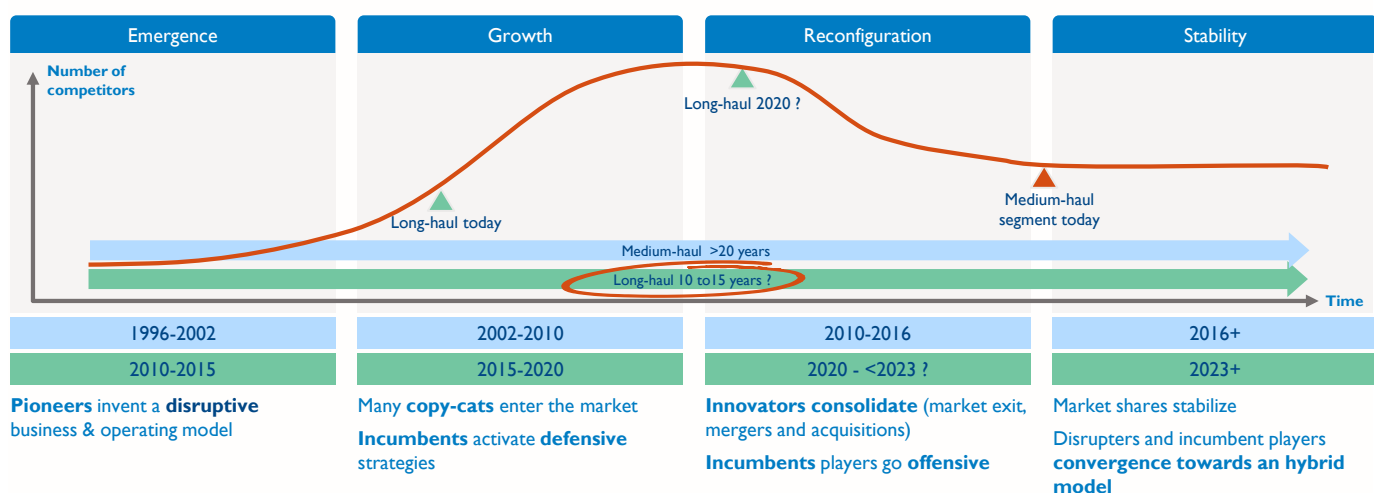 Emergence
Growth
Reconfiguration
Stability
Number of
competitors
Long-haul 2020 ?
Long-haul today
Medium-haul
segment today
Medium-haul >20 years
Long-haul 10 to15 years ?
Time
1996-2002
2002-2010
2010-2016
2016+
2010-2015
2015-2020
2020 - <2023 ?
2023+
Pioneers invent a disruptive
business & operating model
Many copy-cats enter the market
Incumbents activate defensive
strategies
Innovators consolidate (market exit,
mergers and acquisitions)
Incumbents players go offensive
Market shares stabilize
Disrupters and incumbent players
convergence towards an hybrid
model